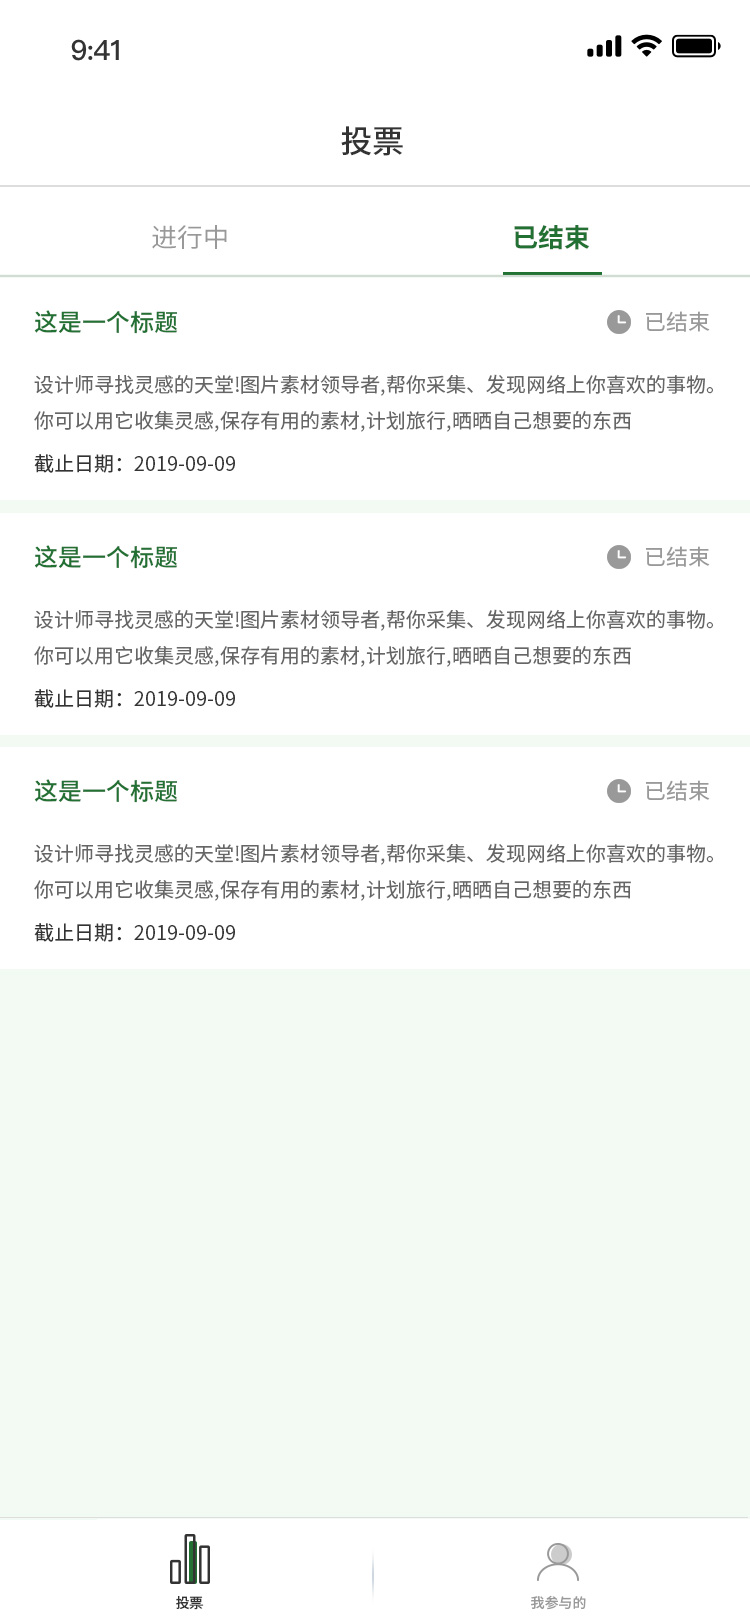 9:41
投票
进行中
已结束
这是一个标题
已结束
设计师寻找灵感的天堂!图片素材领导者,帮你采集、发现网络上你喜欢的事物。
你可以用它收集灵感,保存有用的素材,计划旅行,晒晒自己想要的东西
截止日期：2019-09-09
这是一个标题
已结束
设计师寻找灵感的天堂!图片素材领导者,帮你采集、发现网络上你喜欢的事物。
你可以用它收集灵感,保存有用的素材,计划旅行,晒晒自己想要的东西
截止日期：2019-09-09
这是一个标题
已结束
设计师寻找灵感的天堂!图片素材领导者,帮你采集、发现网络上你喜欢的事物。
你可以用它收集灵感,保存有用的素材,计划旅行,晒晒自己想要的东西
截止日期：2019-09-09
投票
我参与的